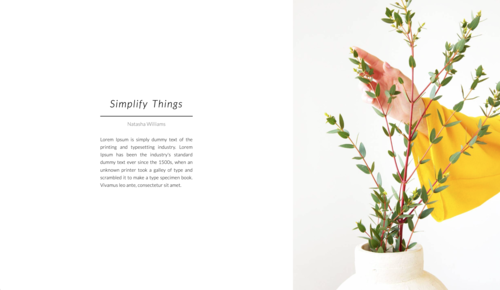 Simplify Things
Natasha Williams
Lorem Ipsum is simply dummy text of the
printing and typesetting industry. Lorem
Ipsum has been the industry's standard
dummy text ever since the 1500s, when an
unknown printer took a galley of type and
scrambled it to make a type specimen book.
Vivamus leo ante, consectetur sit amet.